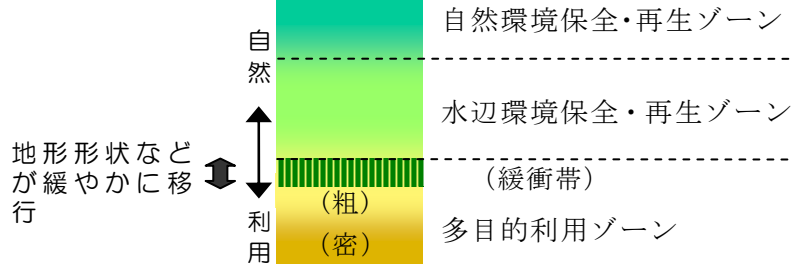 自然環境保全・再生ゾーン
自然
水辺環境保全・再生ゾーン
地形形状など
が緩やかに移
行
(緩衝帯)
(粗)
利用
多目的利用ゾーン
(密)